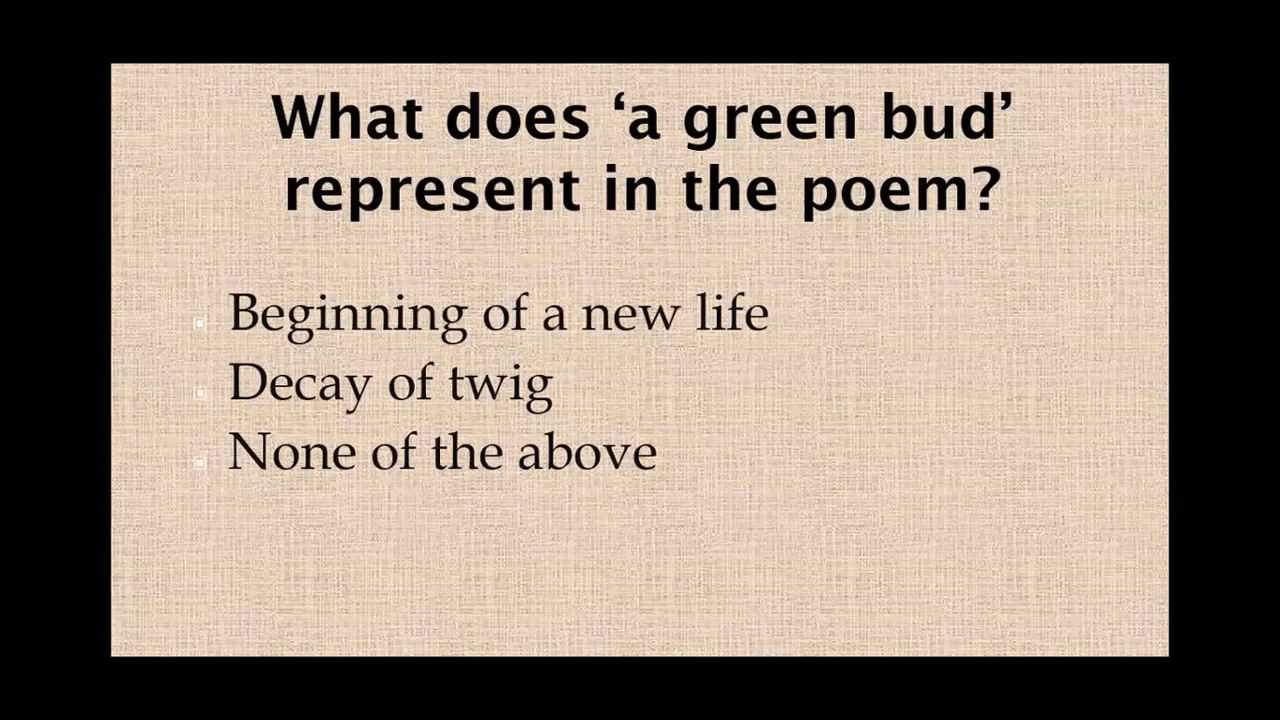 What does ‘a green bud’
represent in the poem?
Beginning of a new life
Decay of twig
None of the above